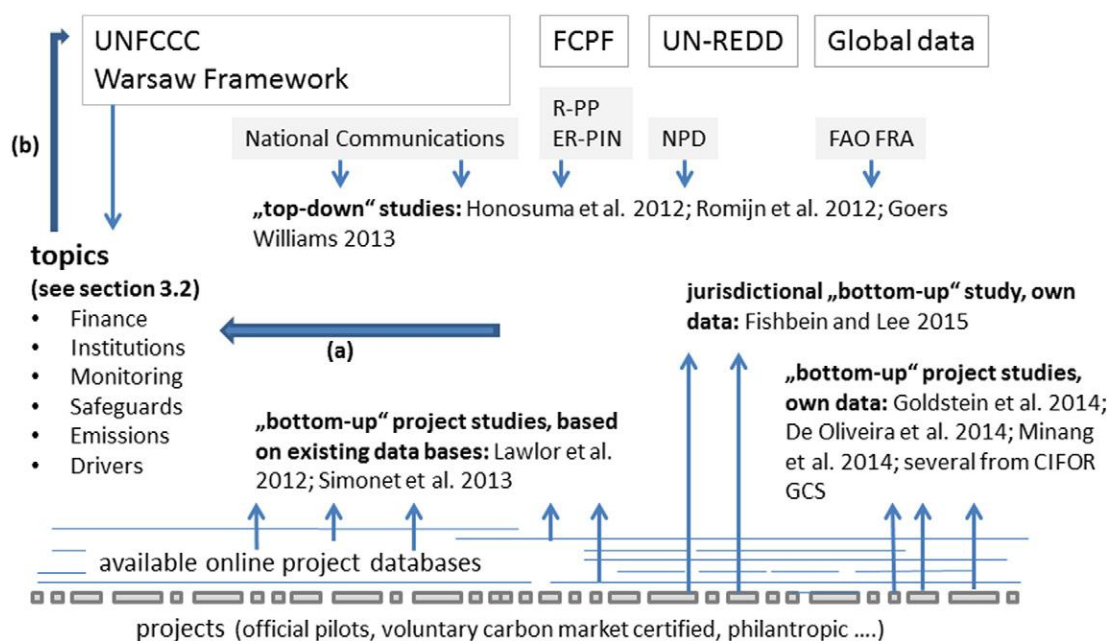 UNFCCC
Warsaw Framework
FCPF
UN-REDD
Global data
(b)
National Communications
R-PP
ER-PIN
NPD
FAO FRA
„top-down“ studies: Honosuma et al. 2012; Romijn et al. 2012; Goers
Williams 2013
topics
(see section 3.2)
• Finance
• Institutions
• Monitoring
• Safeguards
• Emissions
• Drivers
(a)
jurisdictional „bottom-up“ study, own
data: Fishbein and Lee 2015
„bottom-up“ project studies, based
on existing data bases: Lawlor et al.
2012; Simonet et al. 2013
„bottom-up“ project studies,
own data: Goldstein et al. 2014;
De Oliveira et al. 2014; Minang
et al. 2014; several from CIFOR
GCS
available online project databases
projects (official pilots, voluntary carbon market certified, philantropic ....)